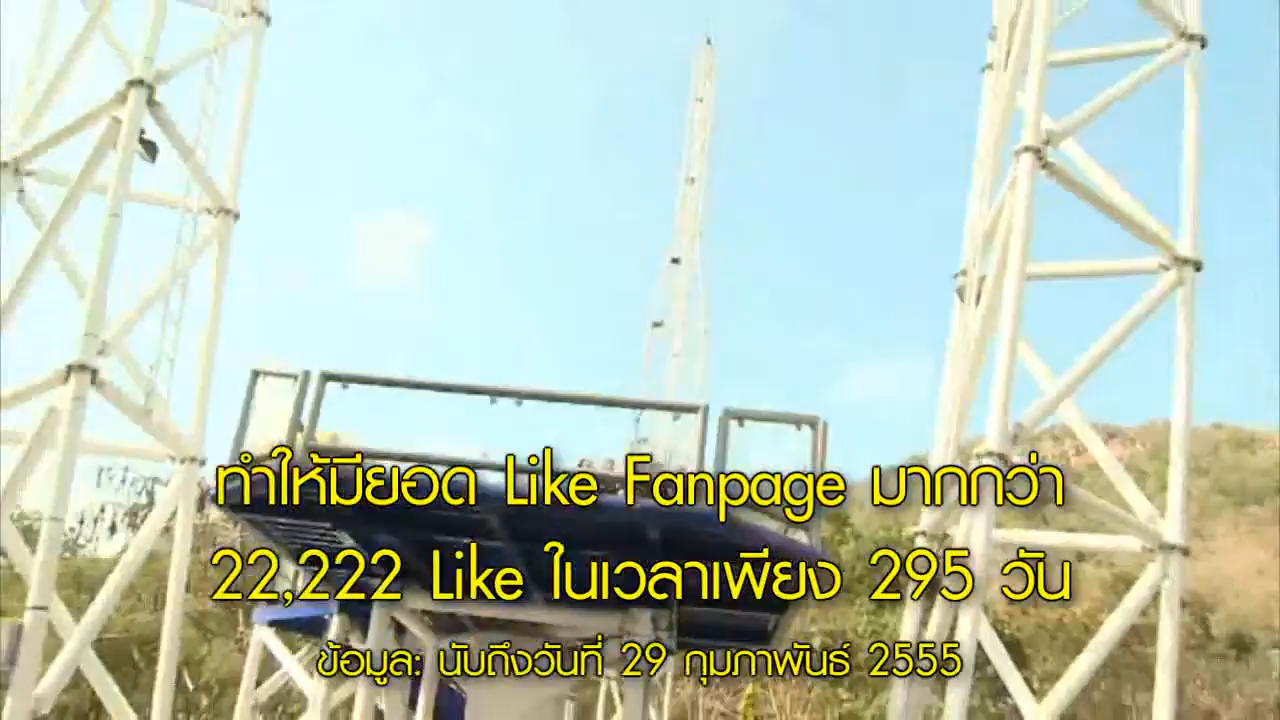 ทำให้มียอด Like Fanpage มากกว่า
22,222 Like ในเวลาเพียง 295 วัน
ข้อมูล: นับถึงวันที่ 29 กุมภาพันธ์ 2555